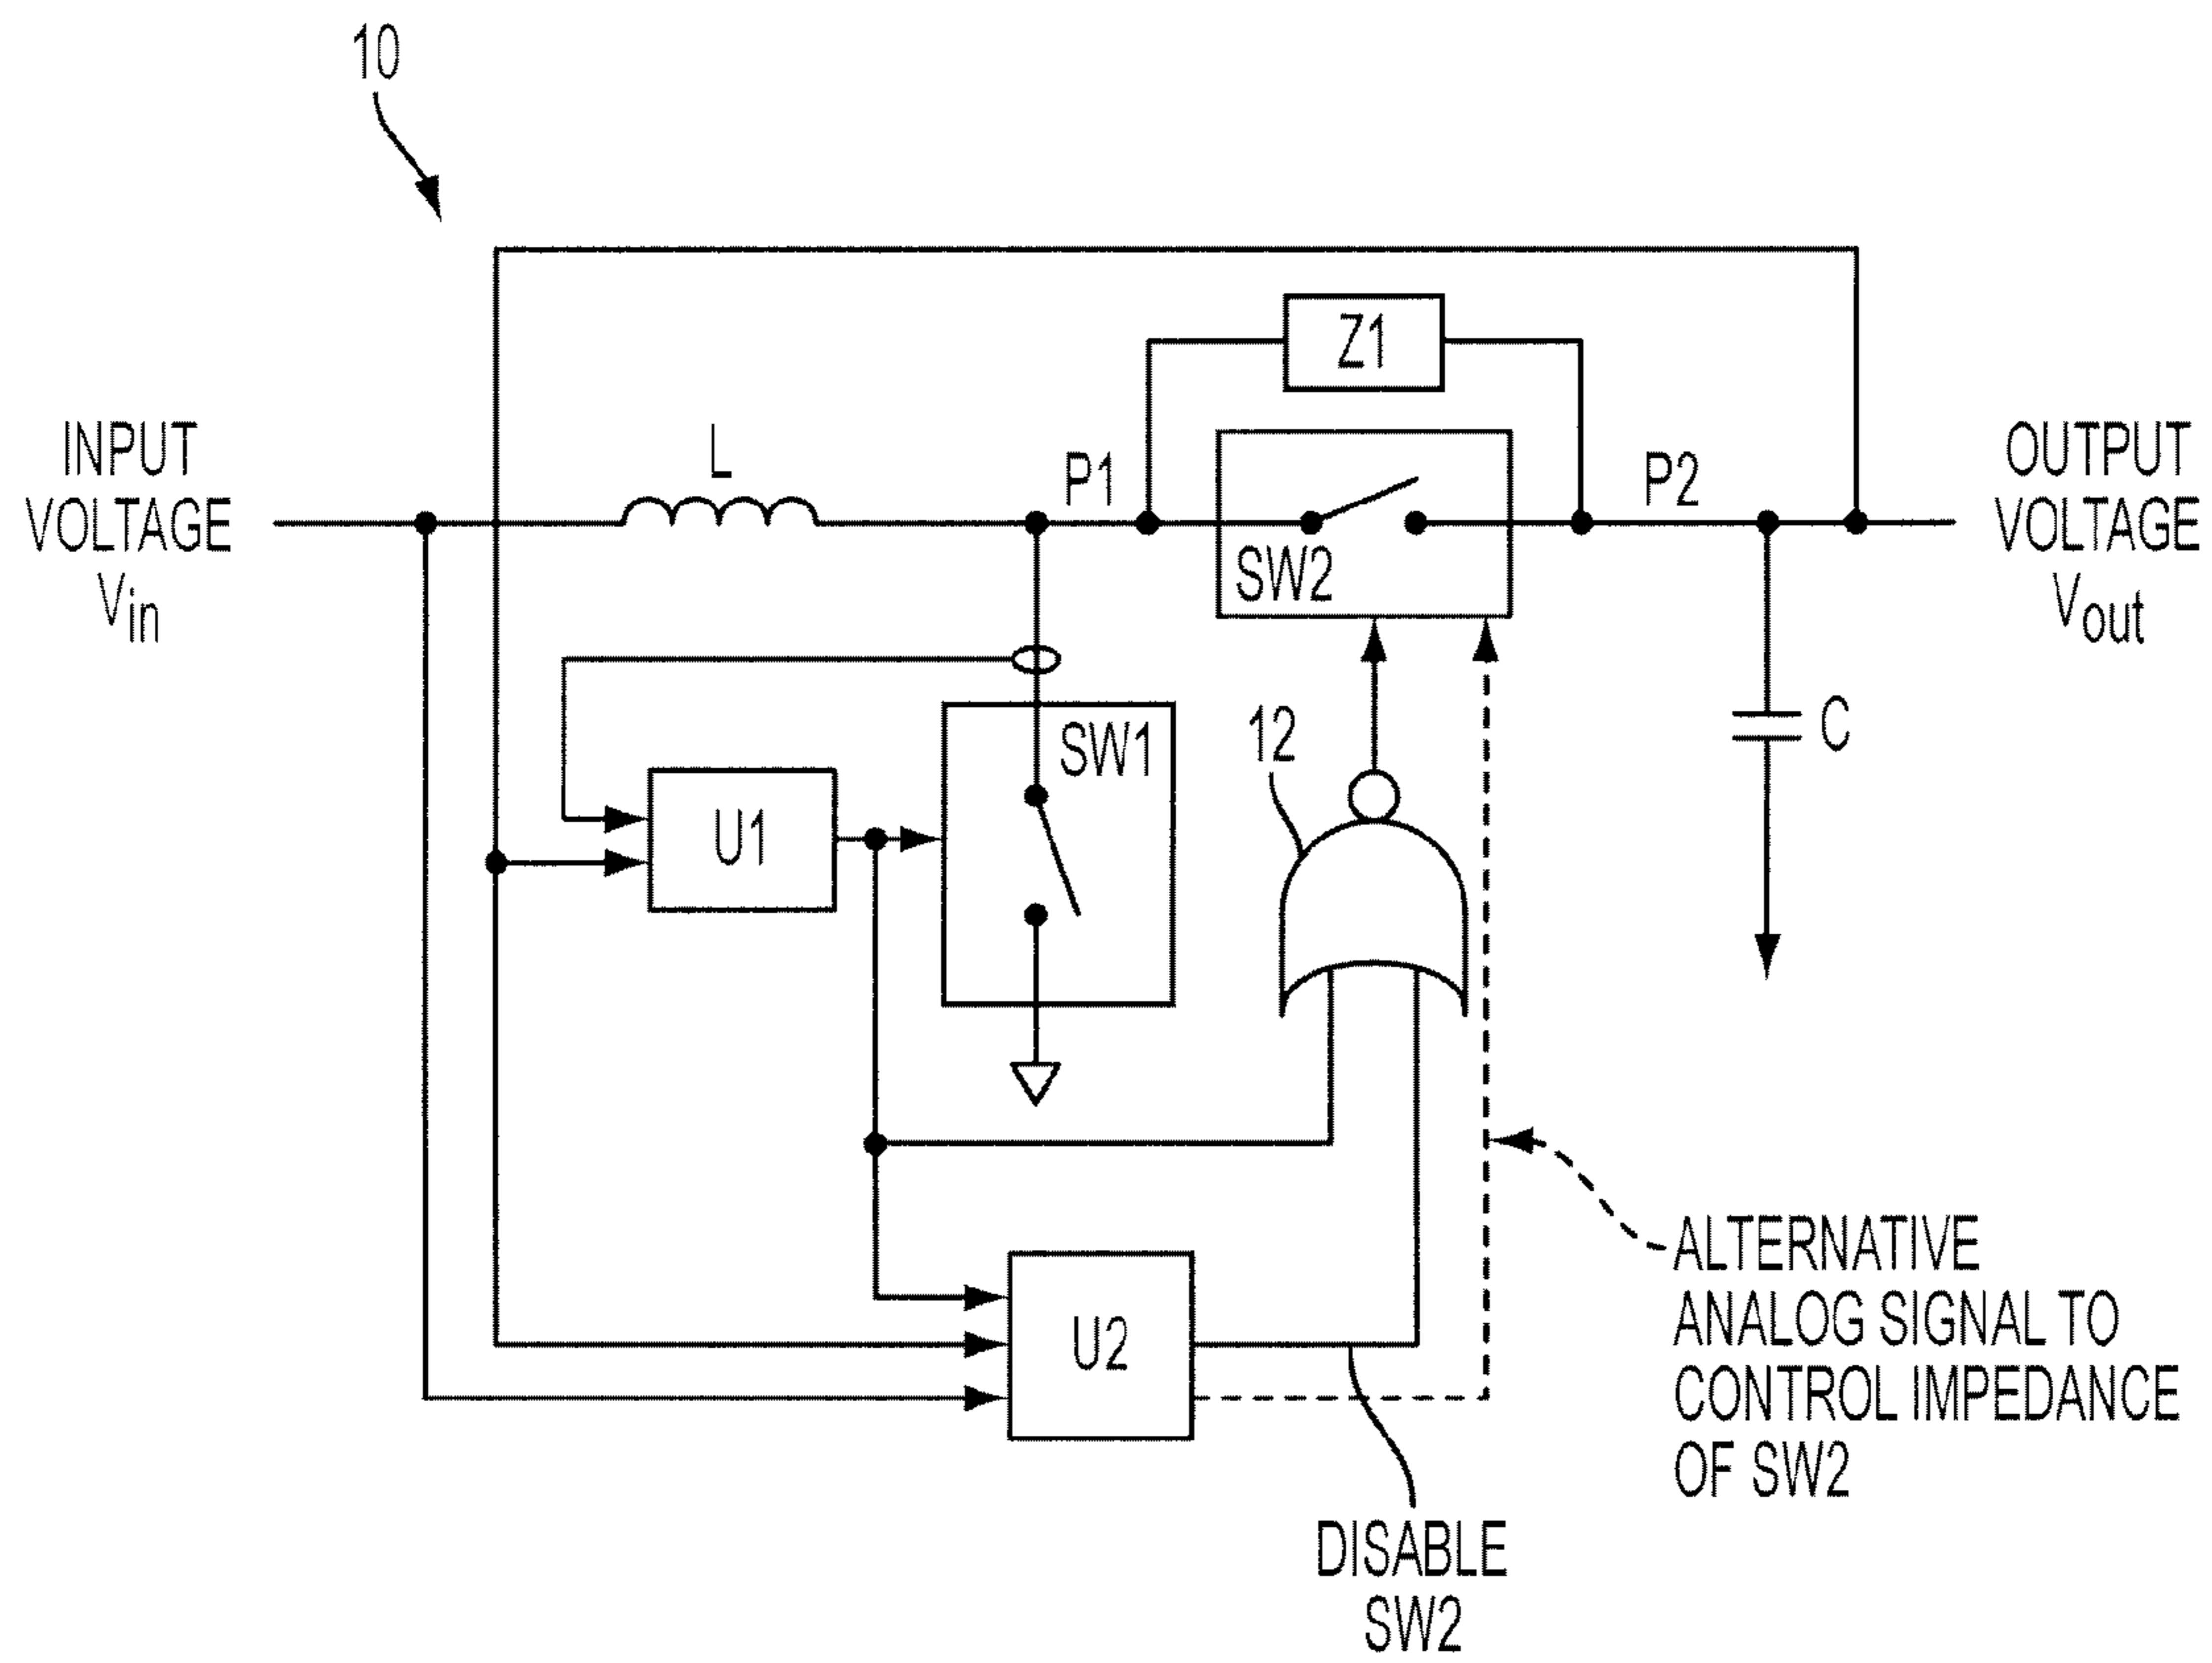 10
INPUT
VOLTAGE
Vin
L
P1
Z1
SW2
P2
OUTPUT
VOLTAGE
Vout
U1
SW1
12
C
U2
ALTERNATIVE
ANALOG SIGNAL TO
CONTROL IMPEDANCE
OF SW2
DISABLE
SW2